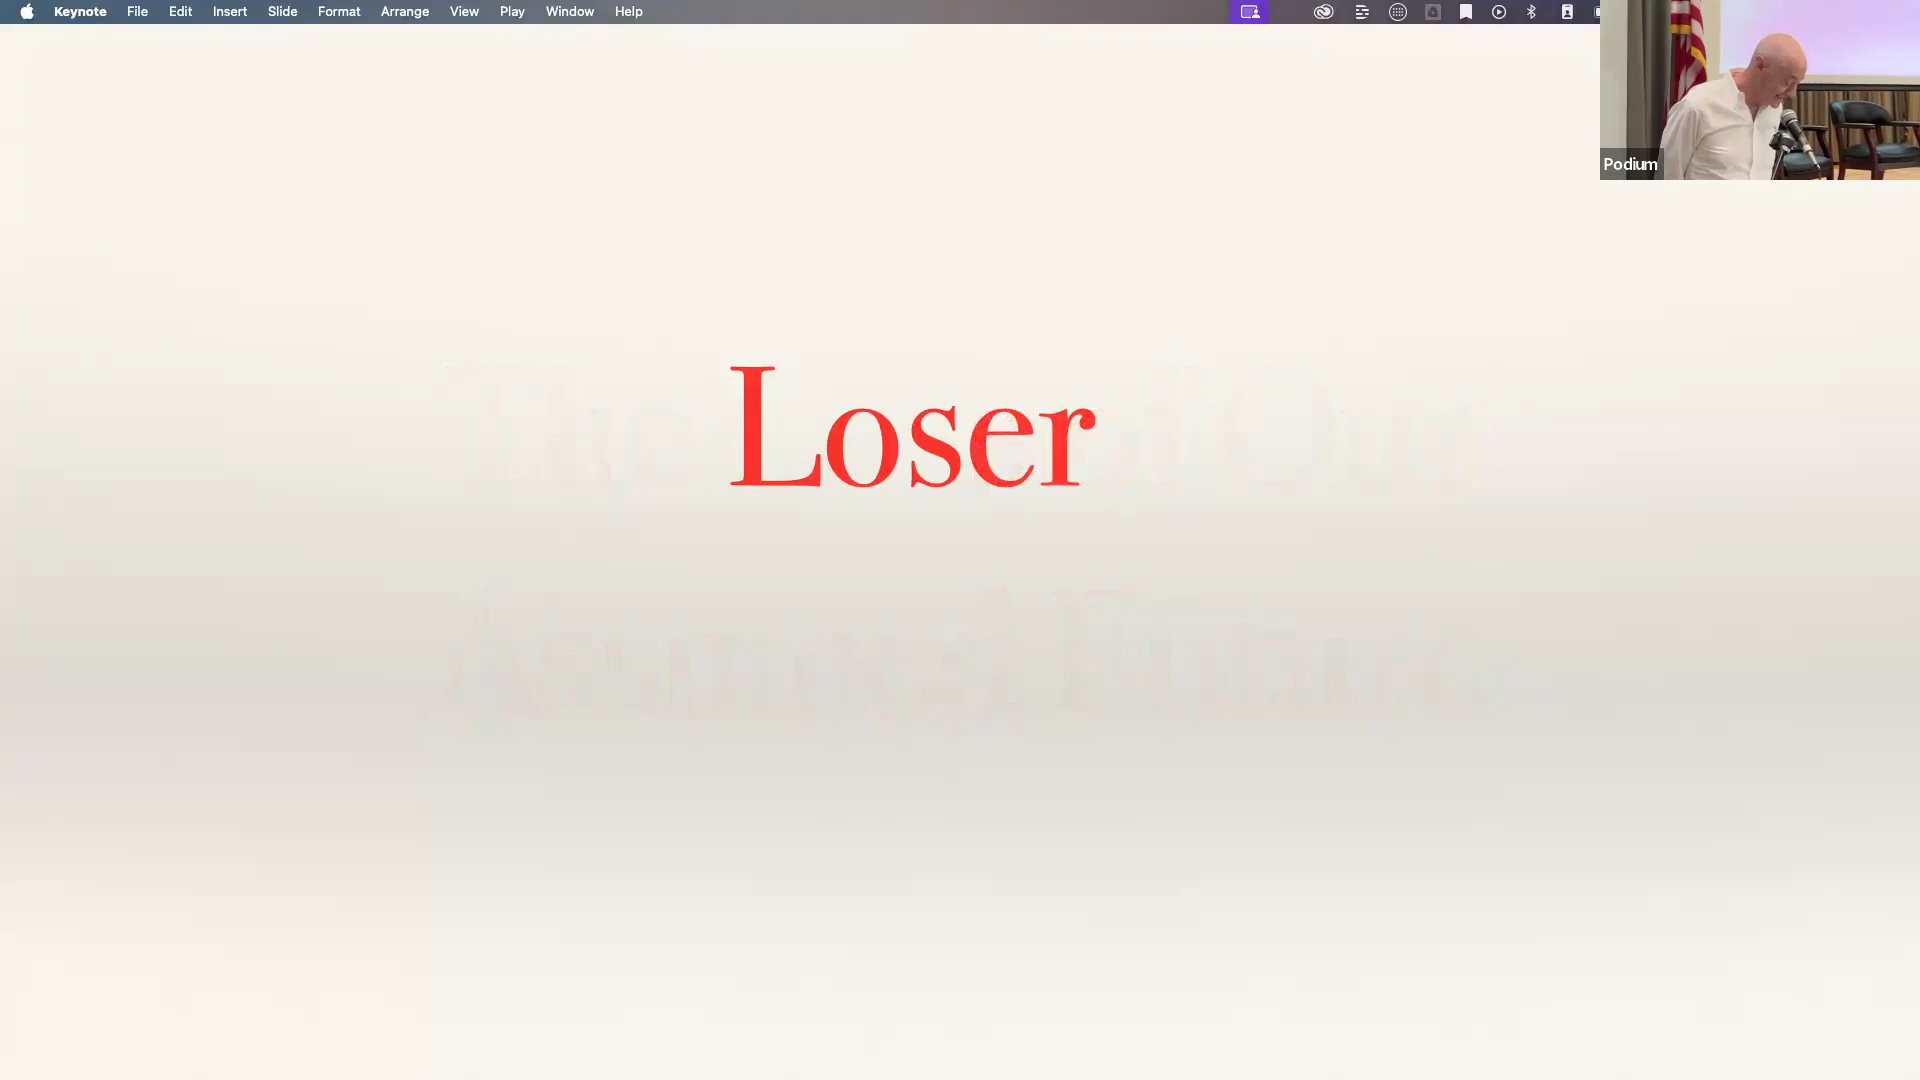 Keynote File Edit Insert Slide Format Arrange View Play Window Help
Podium
Loser